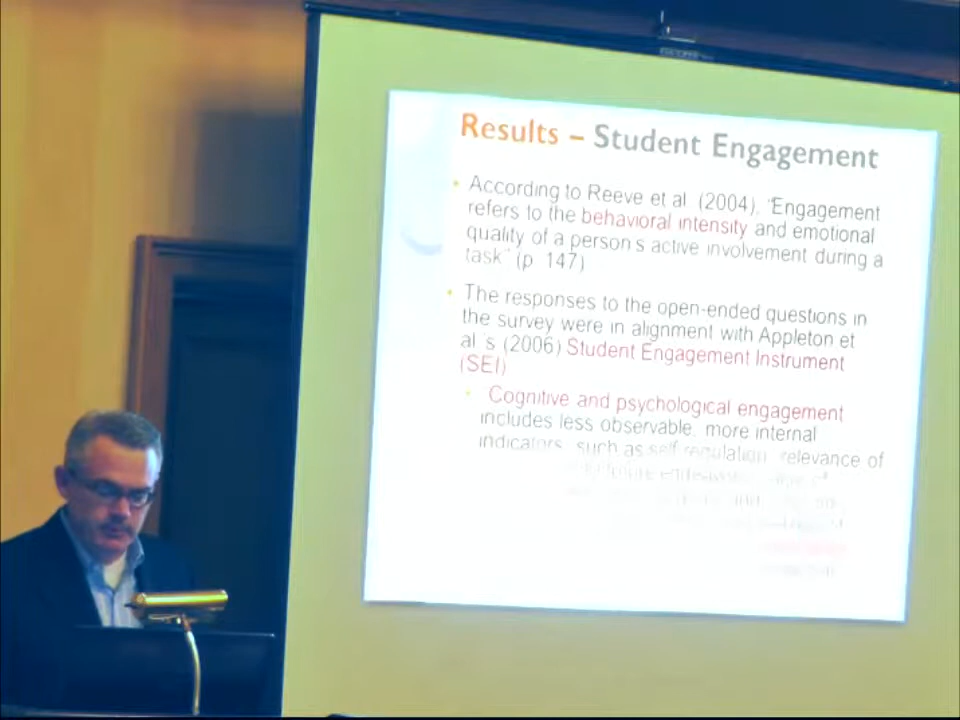 Results – Student Engagement
According to Reeve et al (2004), "Engagement
refers to the behavioral intensity and emotional
quality of a person's active involvement during a
task" (p 147)
The responses to the open-ended questions in
the survey were in alignment with Appleton et
al 's (2006) Student Engagement Instrument
(SEI)
Cognitive and psychological engagement
includes less observable, more internal
indicators, such as self regulation, relevance of